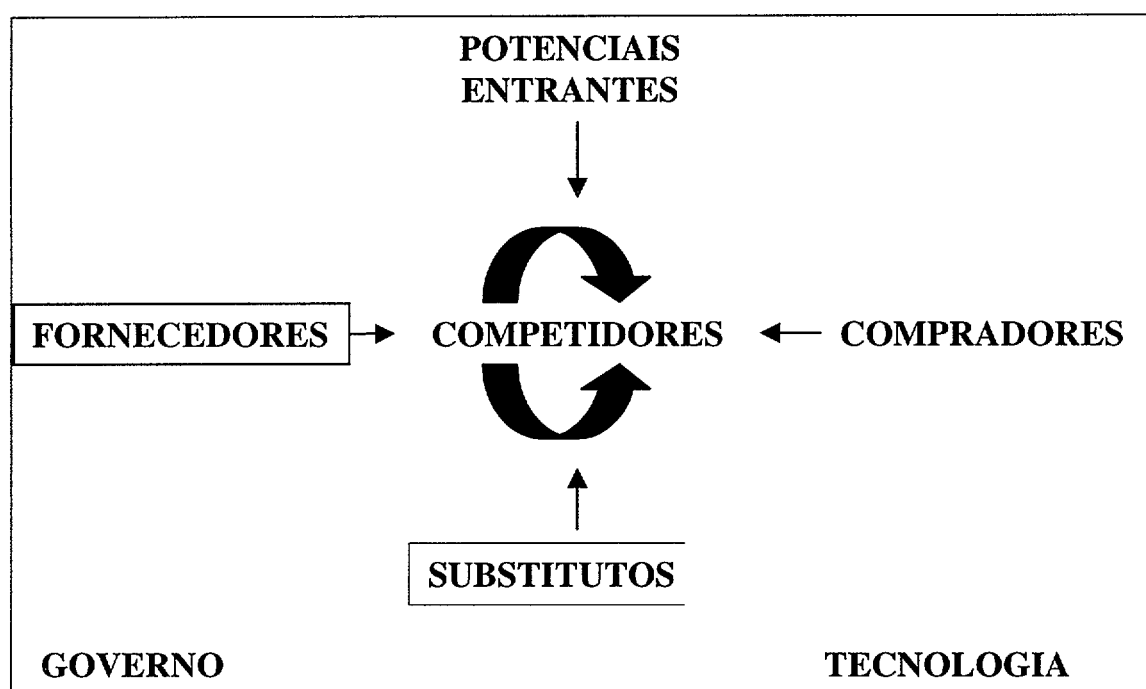 POTENCIAIS
ENTRANTES
FORNECEDORES
COMPETIDORES
COMPRADORES
SUBSTITUTOS
GOVERNO
TECNOLOGIA